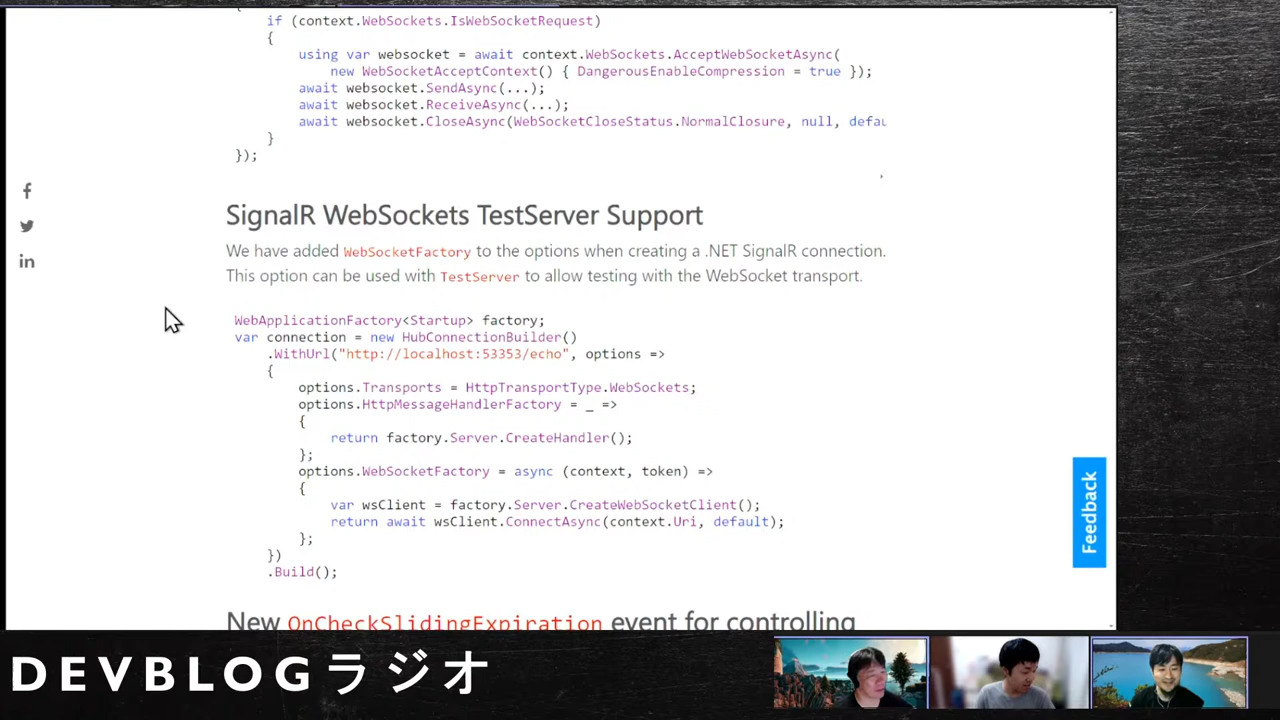 if (context.WebSockets.IsWebSocketRequest)
{
using var websocket = await context.WebSockets.AcceptWebSocketAsync(
new WebSocketAcceptContext() { DangerousEnableCompression = true });
await websocket.SendAsync(...);
await websocket.ReceiveAsync(...);
await websocket.CloseAsync(WebSocketCloseStatus.NormalClosure, null, defau
}
});
SignalR WebSockets TestServer Support
We have added WebSocketFactory to the options when creating a .NET SignalR connection.
This option can be used with TestServer to allow testing with the WebSocket transport.
WebApplicationFactory<Startup> factory;
var connection = new HubConnectionBuilder()
.WithUrl("http://localhost:53353/echo", options =>
{
options.Transports = HttpTransportType.WebSockets;
options.HttpMessageHandlerFactory = _ =>
{
return factory.Server.CreateHandler();
};
options.WebSocketFactory = async (context, token) =>
{
var wsClient = factory.Server.CreateWebSocketClient();
return await wsClient.ConnectAsync(context.Uri, default);
};
})
.Build();
New OnCheckSlidingExpiration event for controlling
Feedback
DEVBLOGラジオ